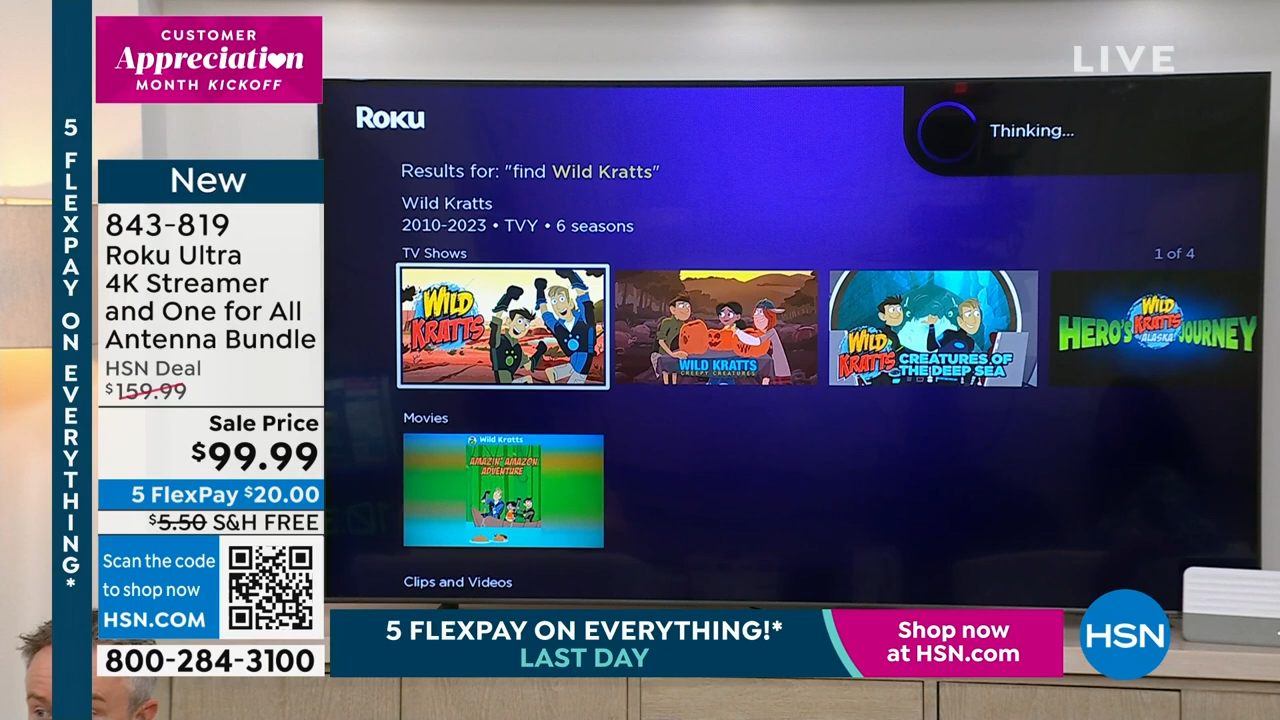 5 FLEXPAY ON EVERYTHING!*
CUSTOMER
Appreciation
MONTH KICKOFF
New
843-819
Roku Ultra
4K Streamer
and One for All
Antenna Bundle
HSN Deal
$159.99
Sale Price
$99.99
5 FlexPay $20.00
$5.50 S&H FREE
Scan the code
to shop now
HSN.COM
800-284-3100
LIVE
ROKU
Thinking...
Results for: "find Wild Kratts"
Wild Kratts
2010-2023 • TVY • 6 seasons
TV Shows
1 of 4
WILD
KRATTS
WILD KRATTS
CREEPY CREATURES
WILD
KRATTS
CREATURES OF
THE DEEP SEA
WILD
KRATTS
ALASKA
HERO'S JOURNEY
Movies
Wild Kratts
AMAZIN' AMAZON
ADVENTURE
Clips and Videos
5 FLEXPAY ON EVERYTHING!*
LAST DAY
Shop now
at HSN.com
HSN